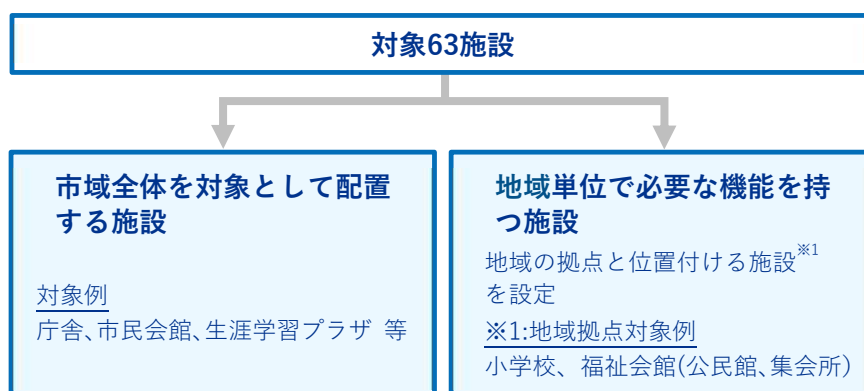 対象63施設
市域全体を対象として配置
する施設
対象例
庁舎、市民会館、生涯学習プラザ 等
地域単位で必要な機能を持
つ施設
地域の拠点と位置付ける施設※1
を設定
※1:地域拠点対象例
小学校、福祉会館(公民館、集会所)